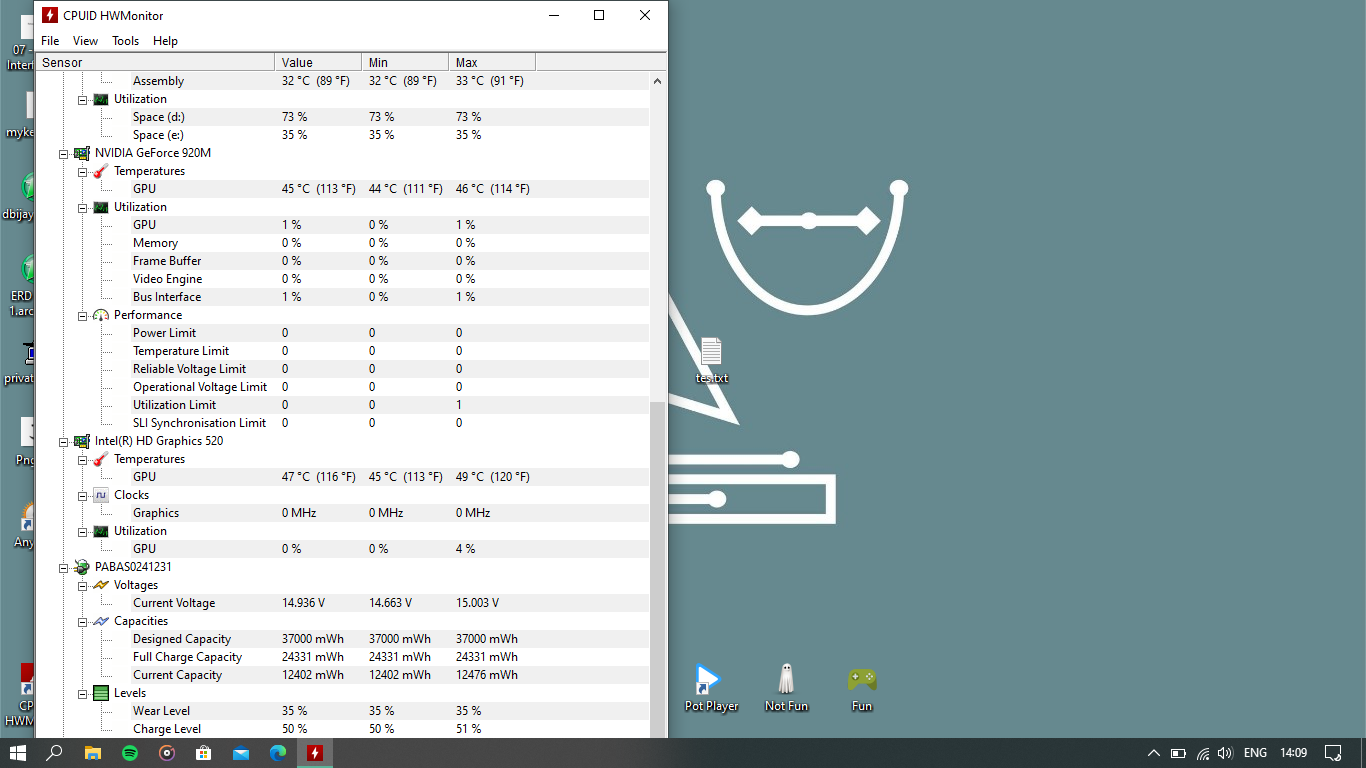 CPUID HWMonitor
File View Tools Help
Sensor Value Min Max
Assembly 32 °C (89 °F) 32 °C (89 °F) 33 °C (91 °F)
Utilization
Space (d:) 73 % 73 % 73 %
Space (e:) 35 % 35 % 35 %
NVIDIA GeForce 920M
Temperatures
GPU 45 °C (113 °F) 44 °C (111 °F) 46 °C (114 °F)
Utilization
GPU 1 % 0 % 1 %
Memory 0 % 0 % 0 %
Frame Buffer 0 % 0 % 0 %
Video Engine 0 % 0 % 0 %
Bus Interface 1 % 0 % 1 %
Performance
Power Limit 0 0 0
Temperature Limit 0 0 0
Reliable Voltage Limit 0 0 0
Operational Voltage Limit 0 0 0
Utilization Limit 0 0 1
SLI Synchronisation Limit 0 0 0
Intel(R) HD Graphics 520
Temperatures
GPU 47 °C (116 °F) 45 °C (113 °F) 49 °C (120 °F)
Clocks
Graphics 0 MHz 0 MHz 0 MHz
Utilization
GPU 0 % 0 % 4 %
PABAS0241231
Voltages
Current Voltage 14.936 V 14.663 V 15.003 V
Capacities
Designed Capacity 37000 mWh 37000 mWh 37000 mWh
Full Charge Capacity 24331 mWh 24331 mWh 24331 mWh
Current Capacity 12402 mWh 12402 mWh 12476 mWh
Levels
Wear Level 35 % 35 % 35 %
Charge Level 50 % 50 % 51 %
07 -
Interf
myke
dbijay
ERD
1.arc
privat
Png
Any
CP
HWM
tes.txt
Pot Player
Not Fun
Fun
ENG 14:09